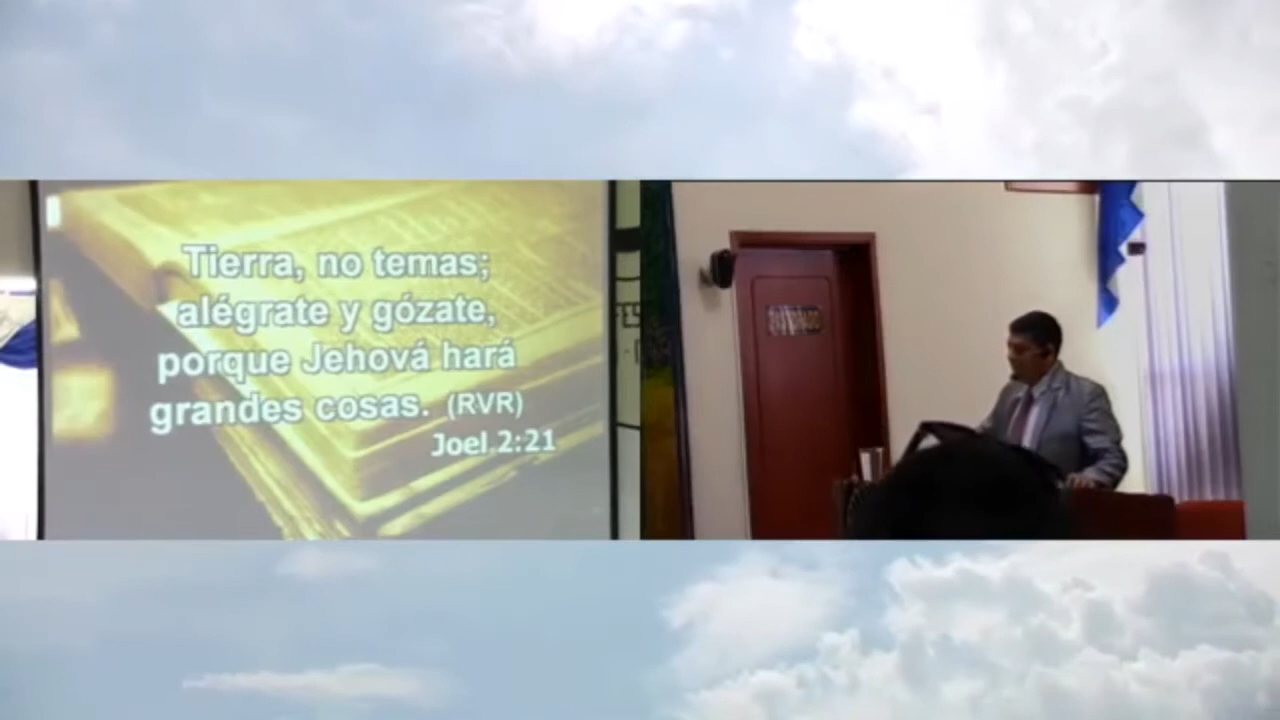 Tierra, no temas;
alégrate y gózate,
porque Jehová hará
grandes cosas. (RVR)
Joel 2:21